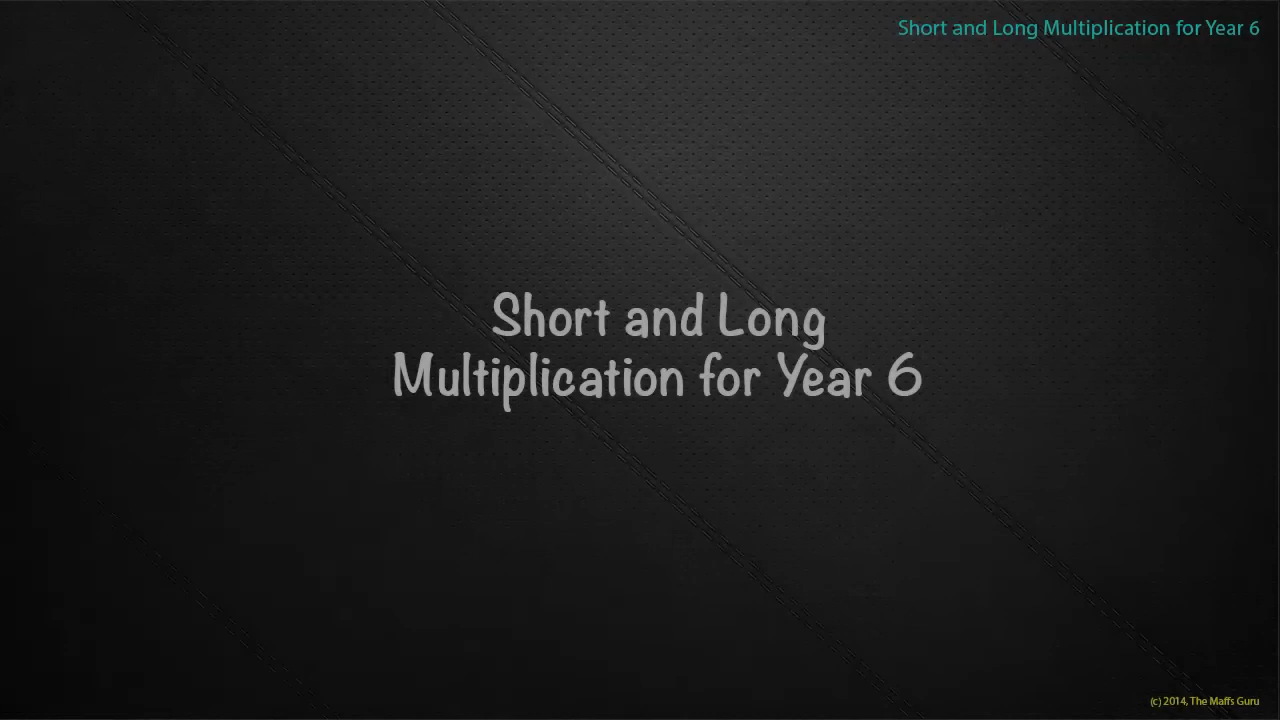 Short and Long Multiplication for Year 6
Short and Long
Multiplication for Year 6
(c) 2014, The Maffs Guru